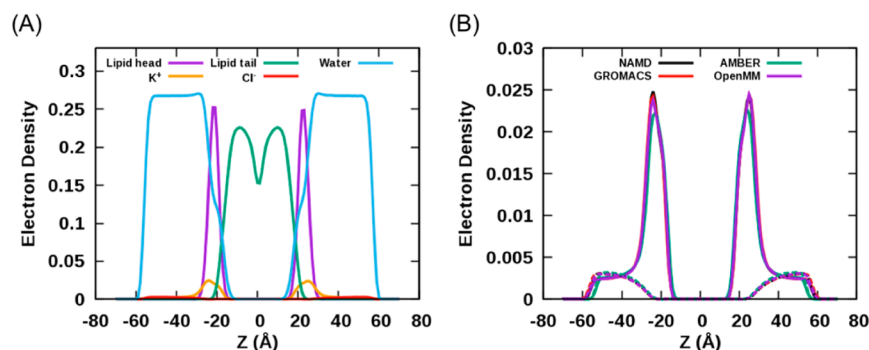 (A)
Lipid head Lipid tail Water
K⁺ Cl⁻
0.3
0.25
0.2
0.15
0.1
0.05
0
Electron Density
-80 -60 -40 -20 0 20 40 60 80
Z (Å)
(B)
NAMD AMBER
GROMACS OpenMM
0.03
0.025
0.02
0.015
0.01
0.005
0
Electron Density
-80 -60 -40 -20 0 20 40 60 80
Z (Å)